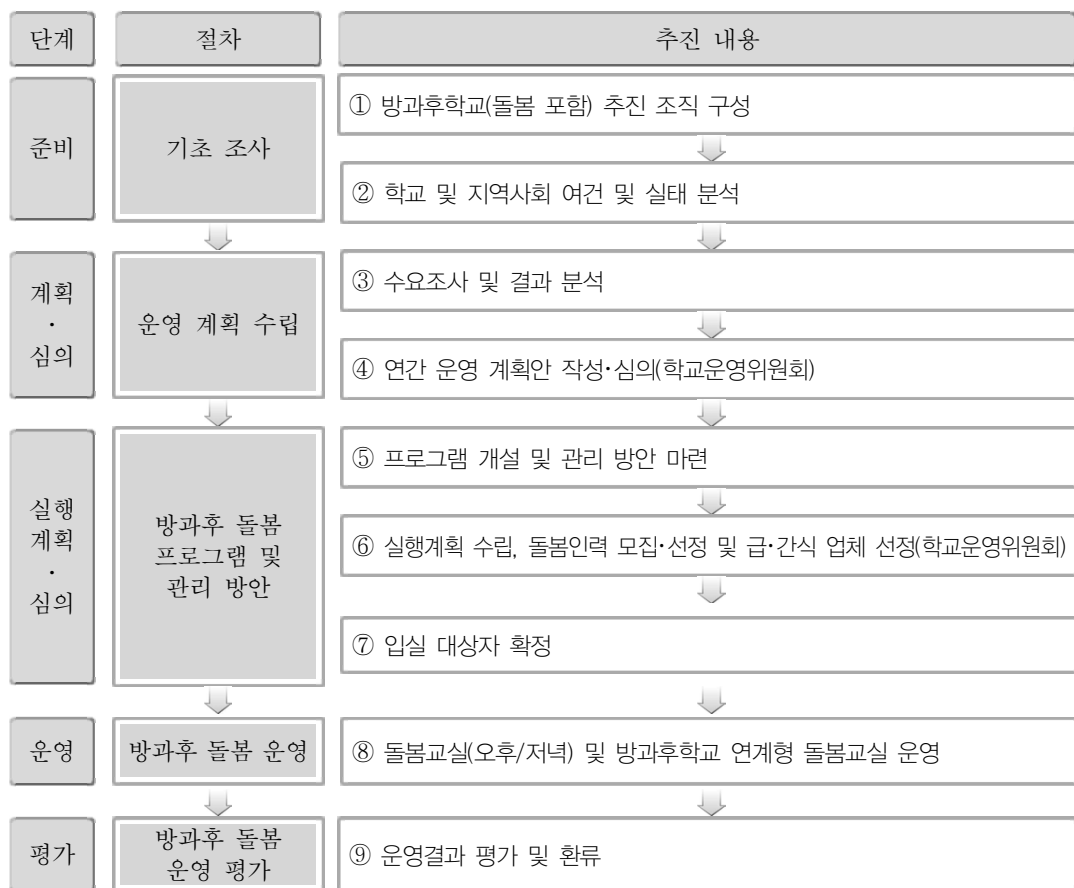 단계 절차 추진 내용
준비
기초 조사
① 방과후학교(돌봄 포함) 추진 조직 구성
② 학교 및 지역사회 여건 및 실태 분석
계획
·
심의
운영 계획 수립
③ 수요조사 및 결과 분석
④ 연간 운영 계획안 작성·심의(학교운영위원회)
실행
계획
·
심의
방과후 돌봄
프로그램 및
관리 방안
⑤ 프로그램 개설 및 관리 방안 마련
⑥ 실행계획 수립, 돌봄인력 모집·선정 및 급·간식 업체 선정(학교운영위원회)
⑦ 입실 대상자 확정
운영
방과후 돌봄 운영
⑧ 돌봄교실(오후/저녁) 및 방과후학교 연계형 돌봄교실 운영
평가
방과후 돌봄
운영 평가
⑨ 운영결과 평가 및 환류